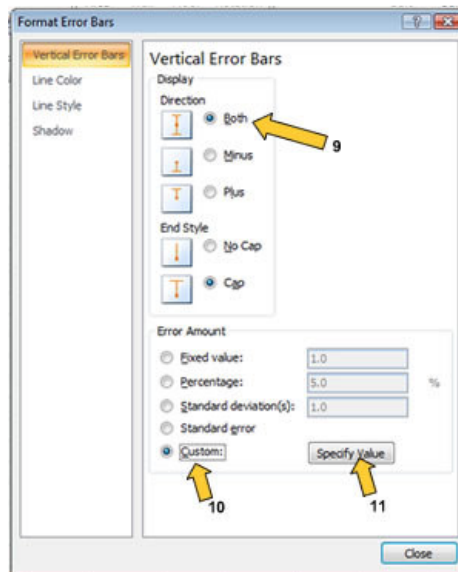 Format Error Bars
Vertical Error Bars
Line Color
Line Style
Shadow
Vertical Error Bars
Display
Direction
Both
9
Minus
Plus
End Style
No Cap
Cap
Error Amount
Fixed value: 1.0
Percentage: 5.0 %
Standard deviation(s): 1.0
Standard error
Custom: Specify Value
10 11
Close